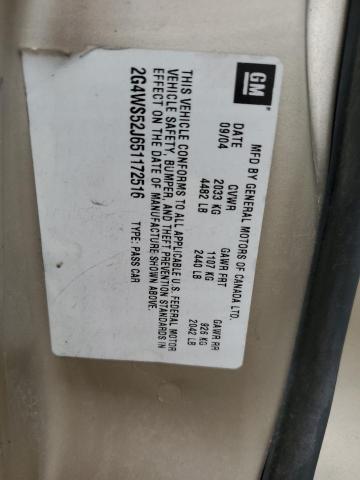 GM
MFD BY GENERAL MOTORS OF CANADA LTD.
DATE GVWR GAWR FRT GAWR RR
09/04 2033 KG 1107 KG 926 KG
4482 LB 2440 LB 2042 LB
THIS VEHICLE CONFORMS TO ALL APPLICABLE U.S. FEDERAL MOTOR
VEHICLE SAFETY, BUMPER, AND THEFT PREVENTION STANDARDS IN
EFFECT ON THE DATE OF MANUFACTURE SHOWN ABOVE.
2G4WS52J651172516 TYPE: PASS CAR